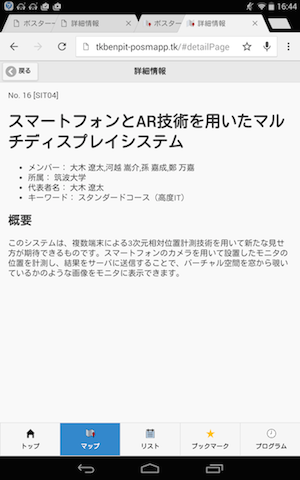 16:44
ポスター
詳細情報
ポスター
詳細情報
tkbenpit-posmapp.tk/#detailPage
戻る
詳細情報
No. 16 [SIT04]
スマートフォンとAR技術を用いたマル
チディスプレイシステム
• メンバー： 大木 遼太,河越 嵩介,孫 嘉成,鄭 万嘉
• 所属： 筑波大学
• 代表者名： 大木 遼太
• キーワード： スタンダードコース（高度IT）
概要
このシステムは、複数端末による3次元相対位置計測技術を用いて新たな見せ
方が期待できるものです。スマートフォンのカメラを用いて設置したモニタの
位置を計測し、結果をサーバに送信することで、バーチャル空間を窓から覗いて
いるかのような画像をモニタに表示できます。
トップ
マップ
リスト
ブックマーク
プログラム